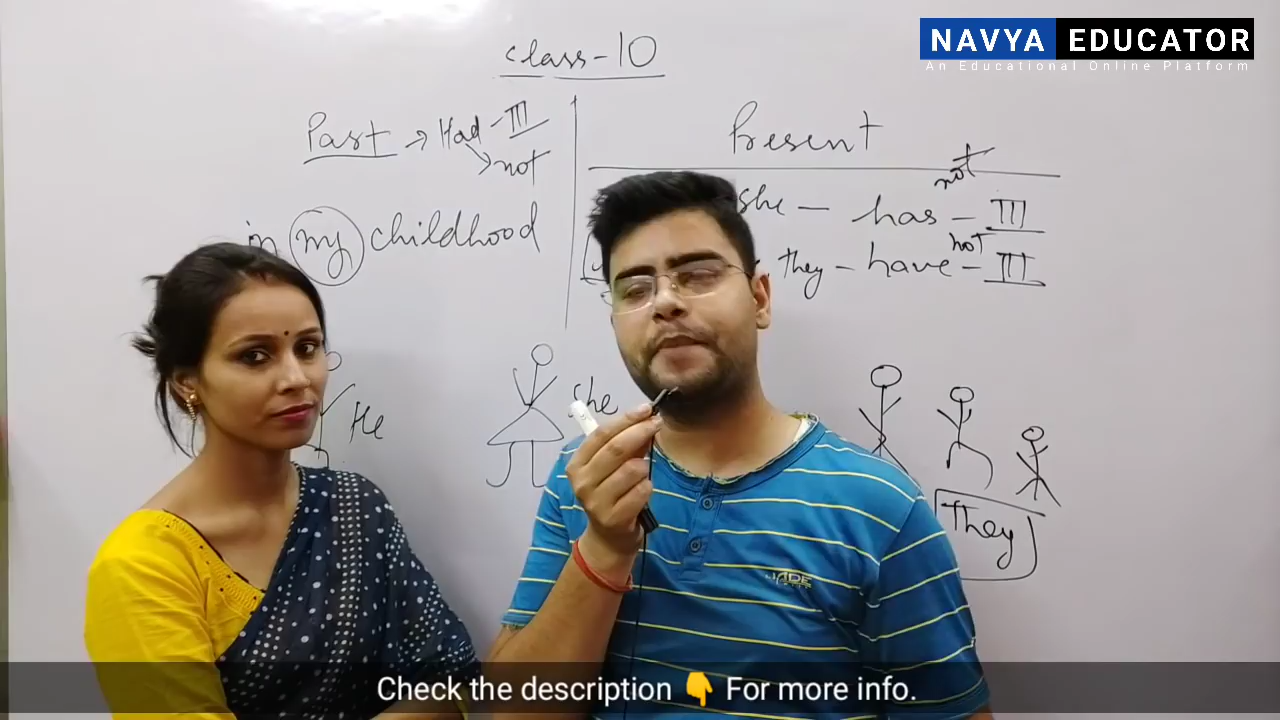 NAVYA EDUCATOR
An Educational Online Platform
class-10
Past → Had - III
not
in my childhood
Present
not
she - has - III
not
they - have - III
He
she
They
JADE
Check the description 👇 For more info.